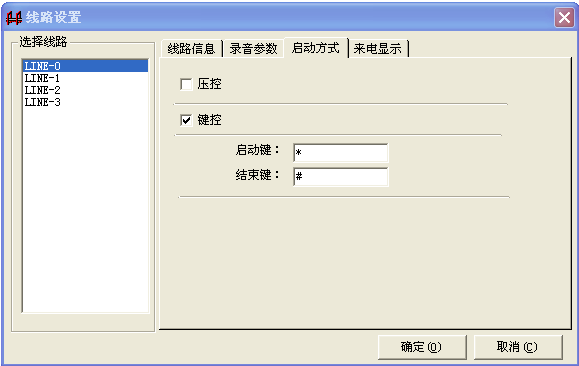 线路设置
选择线路
LINE-0
LINE-1
LINE-2
LINE-3
线路信息 录音参数 启动方式 来电显示
压控
键控
启动键： *
结束键： #
确定(O) 取消(C)